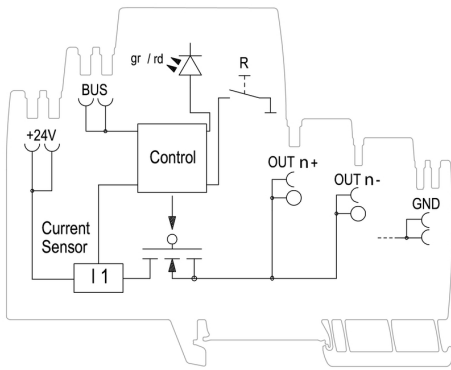 gr / rd
R
BUS
+24V
Control
OUT n+
OUT n-
GND
Current
Sensor
I 1